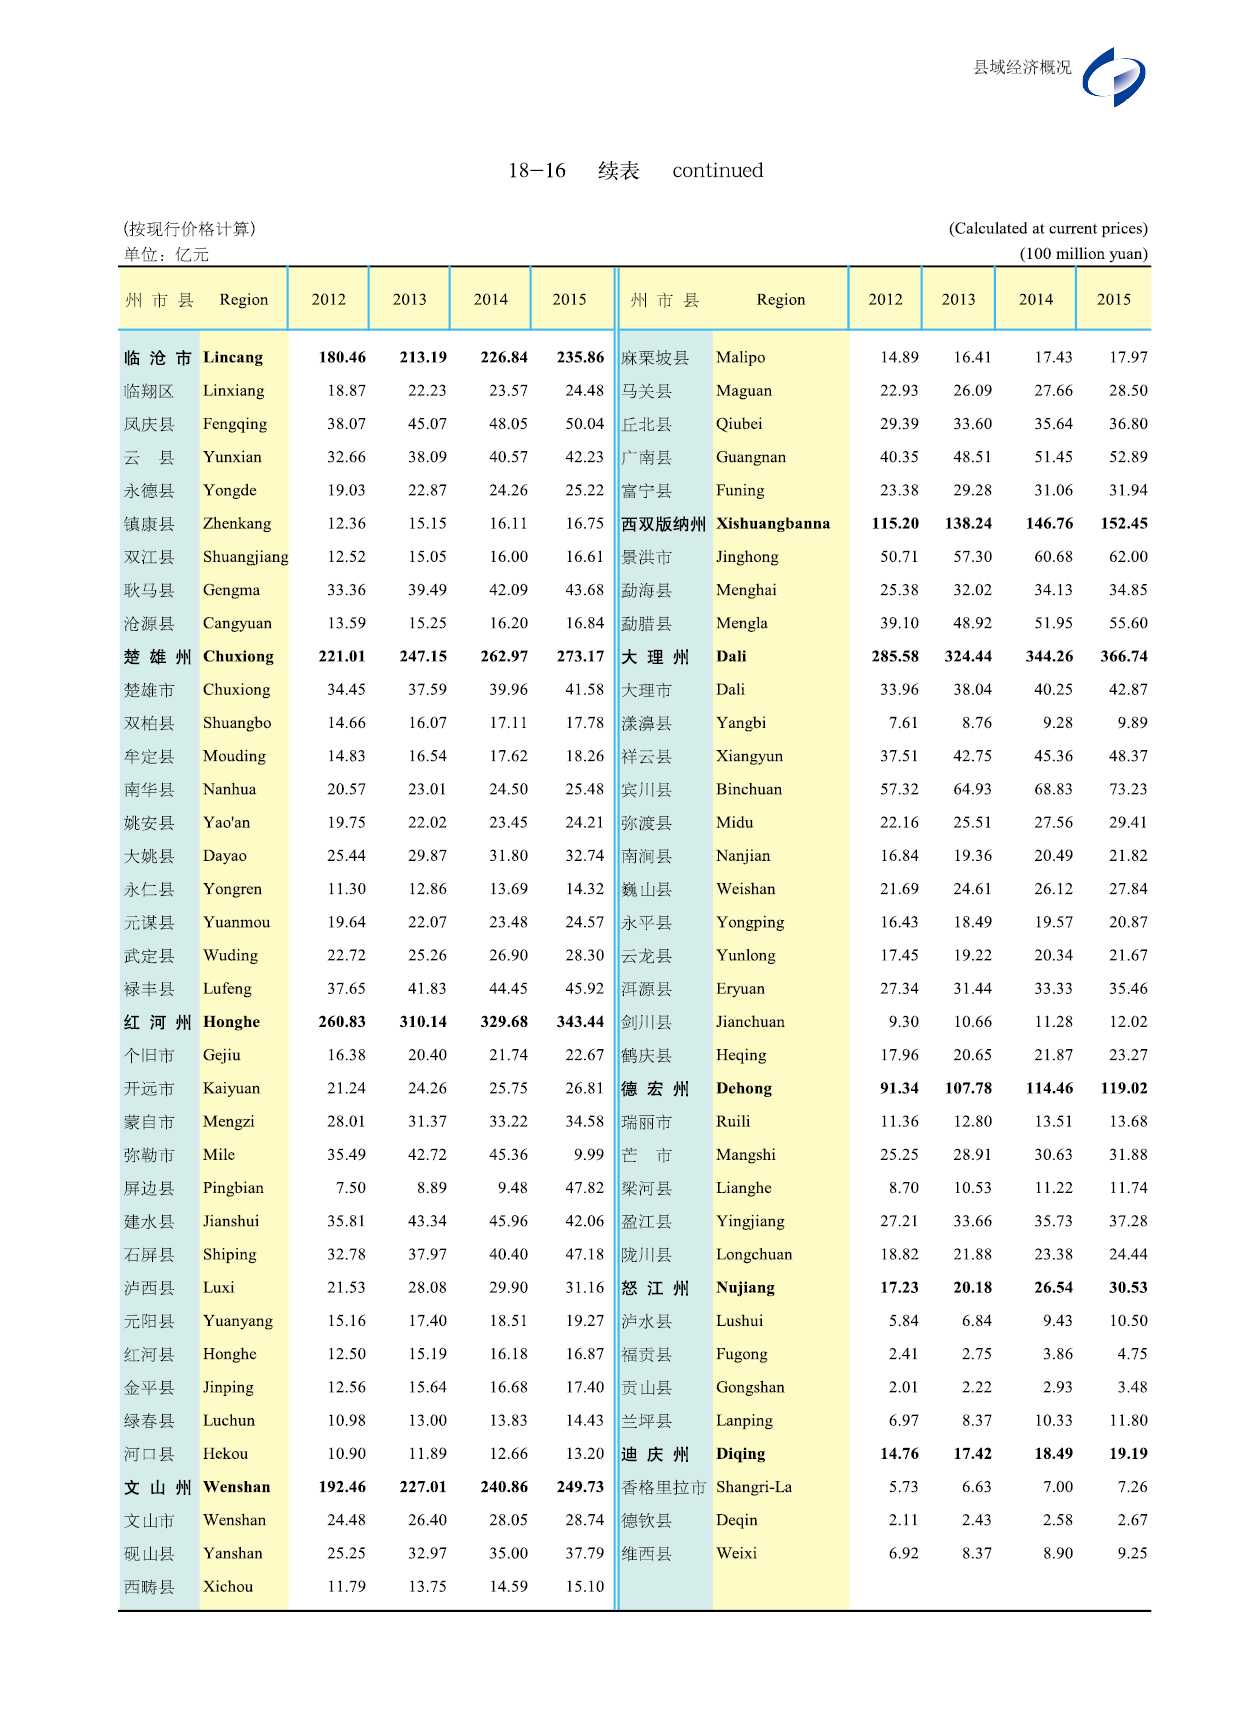 县域经济概况
18-16 续表 continued
(按现行价格计算) (Calculated at current prices)
单位：亿元 (100 million yuan)
州 市 县 Region 2012 2013 2014 2015 州 市 县 Region 2012 2013 2014 2015
临 沧 市 Lincang 180.46 213.19 226.84 235.86 麻栗坡县 Malipo 14.89 16.41 17.43 17.97
临翔区 Linxiang 18.87 22.23 23.57 24.48 马关县 Maguan 22.93 26.09 27.66 28.50
凤庆县 Fengqing 38.07 45.07 48.05 50.04 丘北县 Qiubei 29.39 33.60 35.64 36.80
云 县 Yunxian 32.66 38.09 40.57 42.23 广南县 Guangnan 40.35 48.51 51.45 52.89
永德县 Yongde 19.03 22.87 24.26 25.22 富宁县 Funing 23.38 29.28 31.06 31.94
镇康县 Zhenkang 12.36 15.15 16.11 16.75 西双版纳州 Xishuangbanna 115.20 138.24 146.76 152.45
双江县 Shuangjiang 12.52 15.05 16.00 16.61 景洪市 Jinghong 50.71 57.30 60.68 62.00
耿马县 Gengma 33.36 39.49 42.09 43.68 勐海县 Menghai 25.38 32.02 34.13 34.85
沧源县 Cangyuan 13.59 15.25 16.20 16.84 勐腊县 Mengla 39.10 48.92 51.95 55.60
楚 雄 州 Chuxiong 221.01 247.15 262.97 273.17 大 理 州 Dali 285.58 324.44 344.26 366.74
楚雄市 Chuxiong 34.45 37.59 39.96 41.58 大理市 Dali 33.96 38.04 40.25 42.87
双柏县 Shuangbo 14.66 16.07 17.11 17.78 漾濞县 Yangbi 7.61 8.76 9.28 9.89
牟定县 Mouding 14.83 16.54 17.62 18.26 祥云县 Xiangyun 37.51 42.75 45.36 48.37
南华县 Nanhua 20.57 23.01 24.50 25.48 宾川县 Binchuan 57.32 64.93 68.83 73.23
姚安县 Yao'an 19.75 22.02 23.45 24.21 弥渡县 Midu 22.16 25.51 27.56 29.41
大姚县 Dayao 25.44 29.87 31.80 32.74 南涧县 Nanjian 16.84 19.36 20.49 21.82
永仁县 Yongren 11.30 12.86 13.69 14.32 巍山县 Weishan 21.69 24.61 26.12 27.84
元谋县 Yuanmou 19.64 22.07 23.48 24.57 永平县 Yongping 16.43 18.49 19.57 20.87
武定县 Wuding 22.72 25.26 26.90 28.30 云龙县 Yunlong 17.45 19.22 20.34 21.67
禄丰县 Lufeng 37.65 41.83 44.45 45.92 洱源县 Eryuan 27.34 31.44 33.33 35.46
红 河 州 Honghe 260.83 310.14 329.68 343.44 剑川县 Jianchuan 9.30 10.66 11.28 12.02
个旧市 Gejiu 16.38 20.40 21.74 22.67 鹤庆县 Heqing 17.96 20.65 21.87 23.27
开远市 Kaiyuan 21.24 24.26 25.75 26.81 德 宏 州 Dehong 91.34 107.78 114.46 119.02
蒙自市 Mengzi 28.01 31.37 33.22 34.58 瑞丽市 Ruili 11.36 12.80 13.51 13.68
弥勒市 Mile 35.49 42.72 45.36 9.99 芒 市 Mangshi 25.25 28.91 30.63 31.88
屏边县 Pingbian 7.50 8.89 9.48 47.82 梁河县 Lianghe 8.70 10.53 11.22 11.74
建水县 Jianshui 35.81 43.34 45.96 42.06 盈江县 Yingjiang 27.21 33.66 35.73 37.28
石屏县 Shiping 32.78 37.97 40.40 47.18 陇川县 Longchuan 18.82 21.88 23.38 24.44
泸西县 Luxi 21.53 28.08 29.90 31.16 怒 江 州 Nujiang 17.23 20.18 26.54 30.53
元阳县 Yuanyang 15.16 17.40 18.51 19.27 泸水县 Lushui 5.84 6.84 9.43 10.50
红河县 Honghe 12.50 15.19 16.18 16.87 福贡县 Fugong 2.41 2.75 3.86 4.75
金平县 Jinping 12.56 15.64 16.68 17.40 贡山县 Gongshan 2.01 2.22 2.93 3.48
绿春县 Luchun 10.98 13.00 13.83 14.43 兰坪县 Lanping 6.97 8.37 10.33 11.80
河口县 Hekou 10.90 11.89 12.66 13.20 迪 庆 州 Diqing 14.76 17.42 18.49 19.19
文 山 州 Wenshan 192.46 227.01 240.86 249.73 香格里拉市 Shangri-La 5.73 6.63 7.00 7.26
文山市 Wenshan 24.48 26.40 28.05 28.74 德钦县 Deqin 2.11 2.43 2.58 2.67
砚山县 Yanshan 25.25 32.97 35.00 37.79 维西县 Weixi 6.92 8.37 8.90 9.25
西畴县 Xichou 11.79 13.75 14.59 15.10